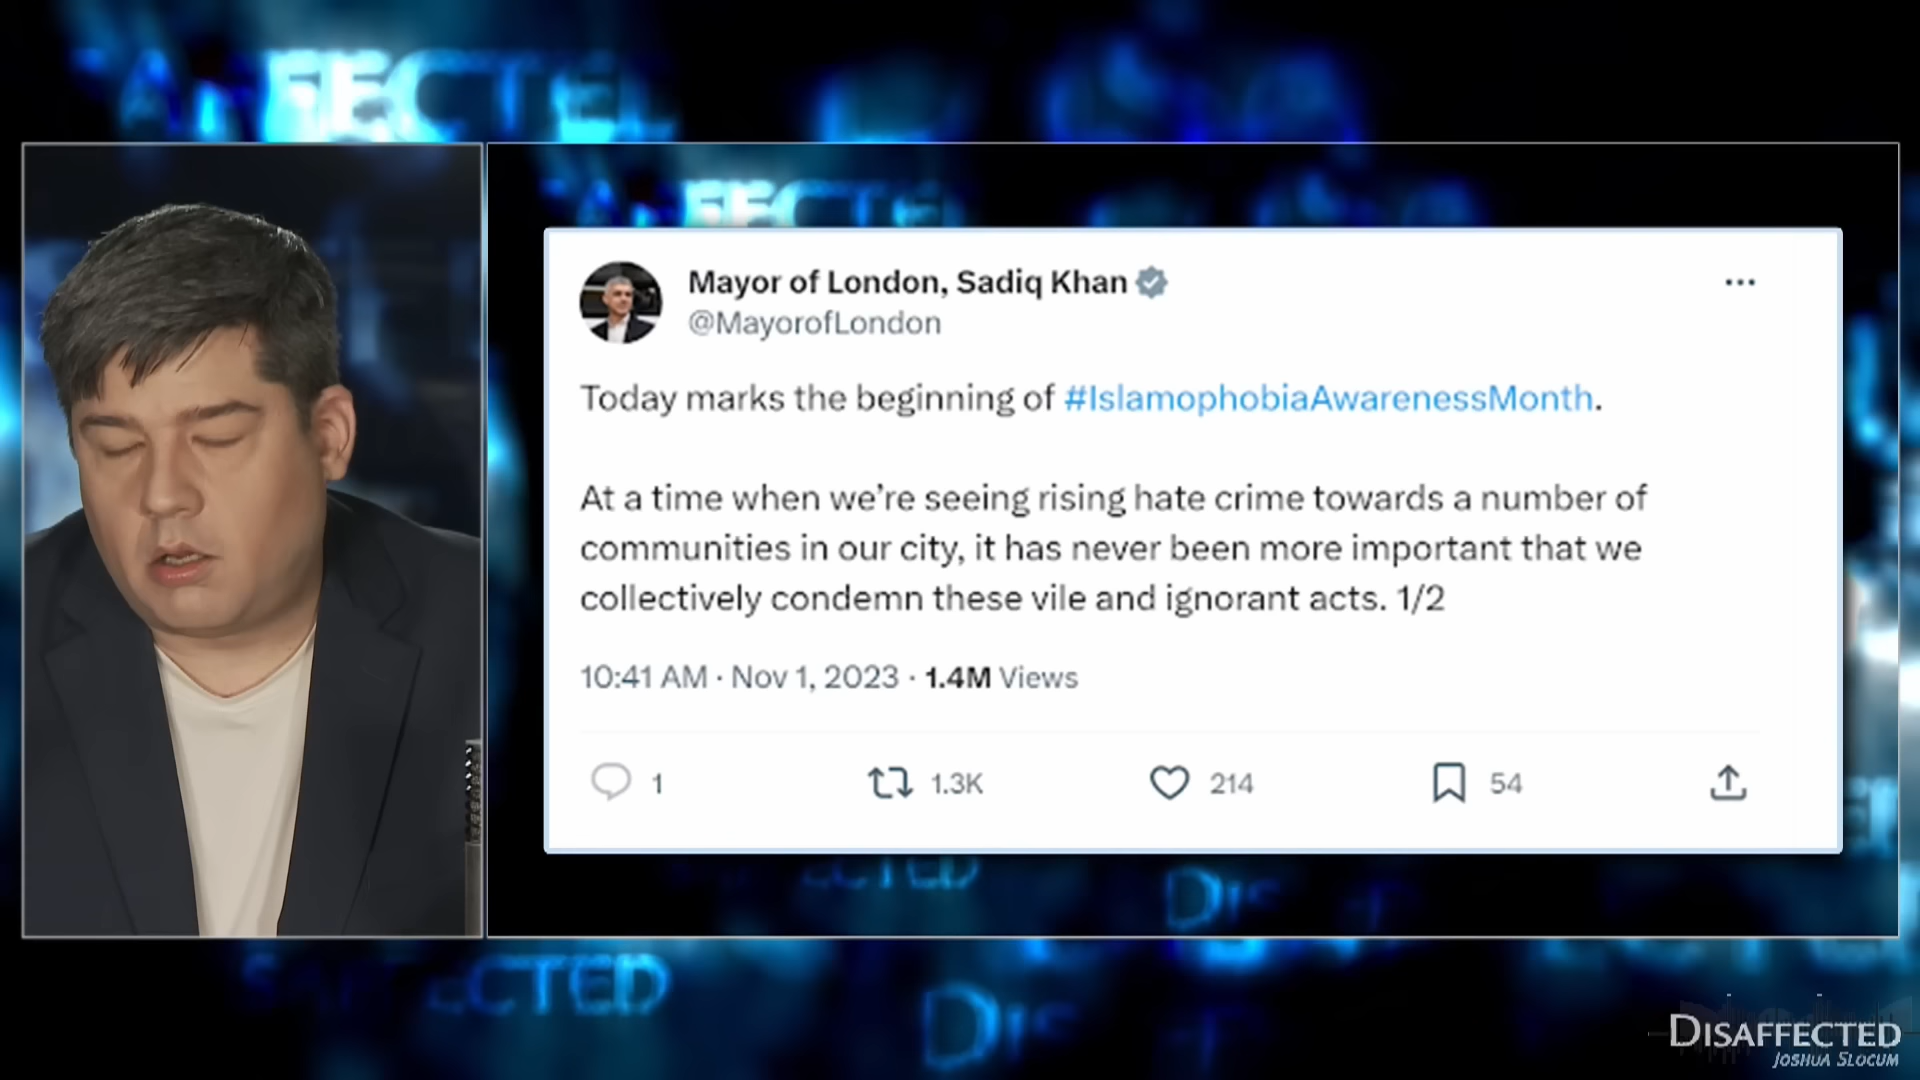 AFFECTED
FFECTED
Mayor of London, Sadiq Khan
@MayorofLondon
Today marks the beginning of #IslamophobiaAwarenessMonth.
At a time when we’re seeing rising hate crime towards a number of
communities in our city, it has never been more important that we
collectively condemn these vile and ignorant acts. 1/2
10:41 AM · Nov 1, 2023 · 1.4M Views
1
1.3K
214
54
DISAFFECTED
JOSHUA SLOCUM